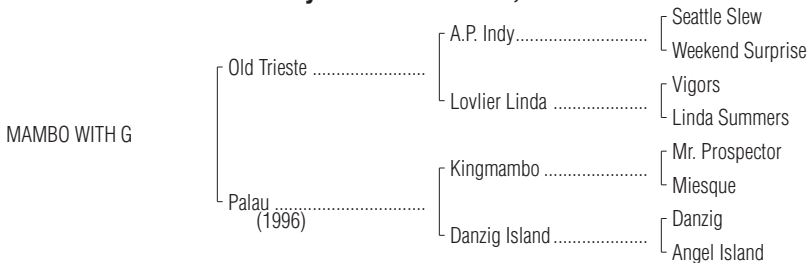 Seattle Slew
A.P. Indy
Weekend Surprise
Old Trieste
Vigors
Lovlier Linda
Linda Summers
MAMBO WITH G
Mr. Prospector
Kingmambo
Miesque
Palau
(1996)
Danzig
Danzig Island
Angel Island